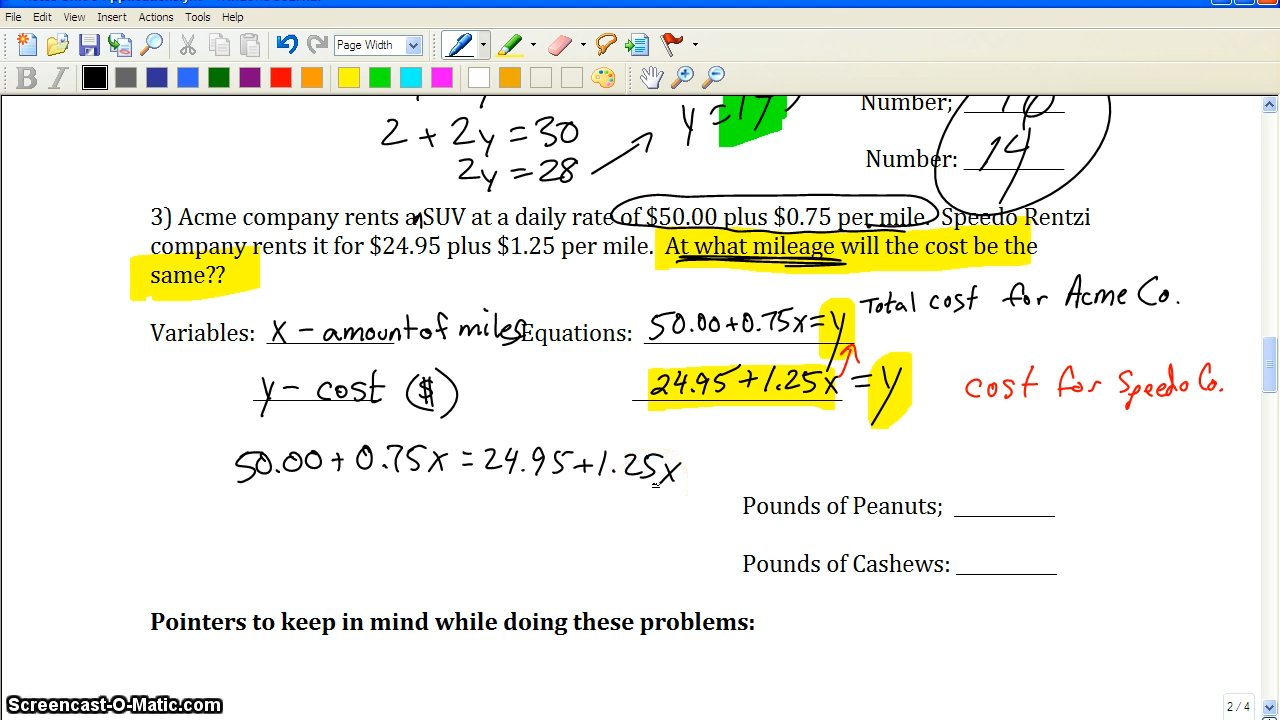 File Edit View Insert Actions Tools Help
Page Width
B I
2 + 2y = 30
2y = 28
y = 17
Number;
Number: 14
3) Acme company rents anSUV at a daily rate of $50.00 plus $0.75 per mile. Speedo Rentzi
company rents it for $24.95 plus $1.25 per mile. At what mileage will the cost be the
same??
Total cost for Acme Co.
Variables: x - amount of miles Equations: 50.00+0.75x=y
y - cost ($) 24.95+1.25x = y cost for Speedo Co.
50.00+0.75x=24.95+1.25x
Pounds of Peanuts;
Pounds of Cashews:
Pointers to keep in mind while doing these problems:
Screencast-O-Matic.com
2 / 4